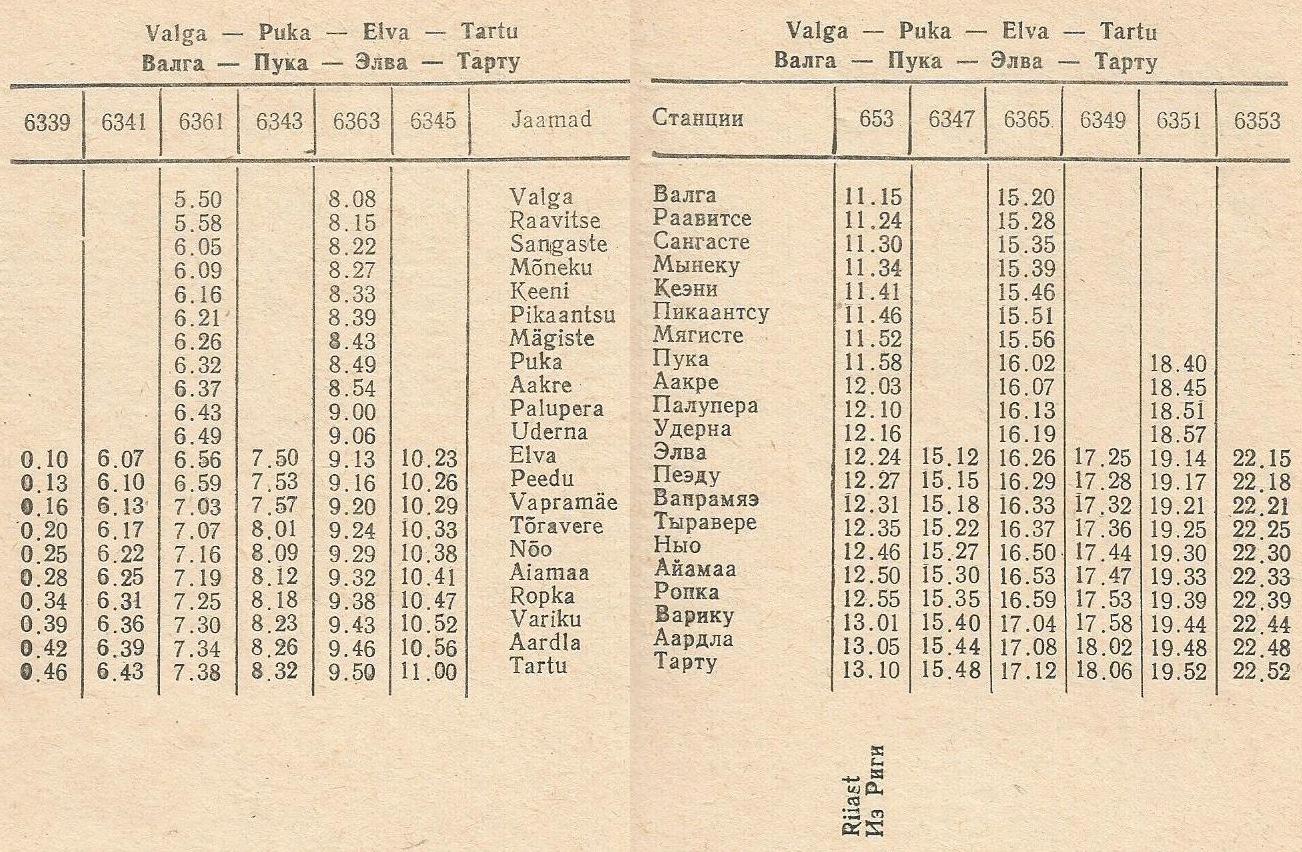 Valga — Puka — Elva — Tartu
Валга — Пука — Элва — Тарту
6339 6341 6361 6343 6363 6345 Jaamad
5.50 8.08 Valga
5.58 8.15 Raavitse
6.05 8.22 Sangaste
6.09 8.27 Mõneku
6.16 8.33 Keeni
6.21 8.39 Pikaantsu
6.26 8.43 Mägiste
6.32 8.49 Puka
6.37 8.54 Aakre
6.43 9.00 Palupera
6.49 9.06 Uderna
0.10 6.07 6.56 7.50 9.13 10.23 Elva
0.13 6.10 6.59 7.53 9.16 10.26 Peedu
0.16 6.13 7.03 7.57 9.20 10.29 Vapramäe
0.20 6.17 7.07 8.01 9.24 10.33 Tõravere
0.25 6.22 7.16 8.09 9.29 10.38 Nõo
0.28 6.25 7.19 8.12 9.32 10.41 Aiamaa
0.34 6.31 7.25 8.18 9.38 10.47 Ropka
0.39 6.36 7.30 8.23 9.43 10.52 Variku
0.42 6.39 7.34 8.26 9.46 10.56 Aardla
0.46 6.43 7.38 8.32 9.50 11.00 Tartu
Valga — Puka — Elva — Tartu
Валга — Пука — Элва — Тарту
Станции 653 6347 6365 6349 6351 6353
Валга 11.15 15.20
Раавитсе 11.24 15.28
Сангасте 11.30 15.35
Мынеку 11.34 15.39
Кеэни 11.41 15.46
Пикаантсу 11.46 15.51
Мягисте 11.52 15.56
Пука 11.58 16.02 18.40
Аакре 12.03 16.07 18.45
Палупера 12.10 16.13 18.51
Удерна 12.16 16.19 18.57
Элва 12.24 15.12 16.26 17.25 19.14 22.15
Пеэду 12.27 15.15 16.29 17.28 19.17 22.18
Вапрамяэ 12.31 15.18 16.33 17.32 19.21 22.21
Тыравере 12.35 15.22 16.37 17.36 19.25 22.25
Ныо 12.46 15.27 16.50 17.44 19.30 22.30
Айамаа 12.50 15.30 16.53 17.47 19.33 22.33
Ропка 12.55 15.35 16.59 17.53 19.39 22.39
Варику 13.01 15.40 17.04 17.58 19.44 22.44
Аардла 13.05 15.44 17.08 18.02 19.48 22.48
Тарту 13.10 15.48 17.12 18.06 19.52 22.52
Riiast
Из Риги